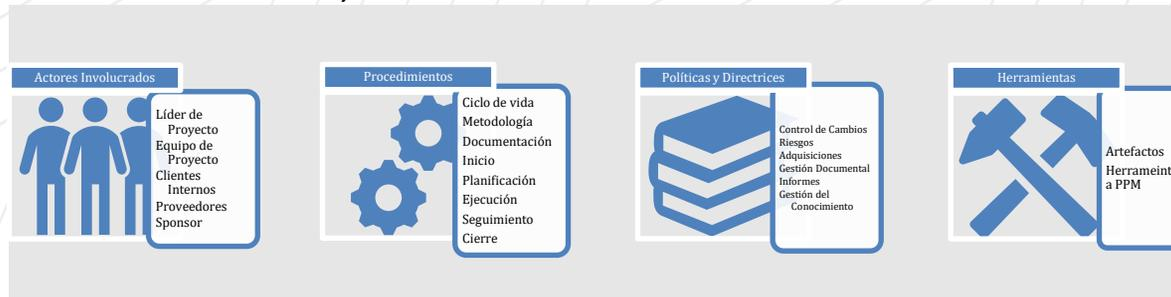 Actores Involucrados
Líder de
Proyecto
Equipo de
Proyecto
Clientes
Internos
Proveedores
Sponsor
Procedimientos
Ciclo de vida
Metodología
Documentación
Inicio
Planificación
Ejecución
Seguimiento
Cierre
Políticas y Directrices
Control de Cambios
Riesgos
Adquisiciones
Gestión Documental
Informes
Gestión del
Conocimiento
Herramientas
Artefactos
Herrameint
a PPM